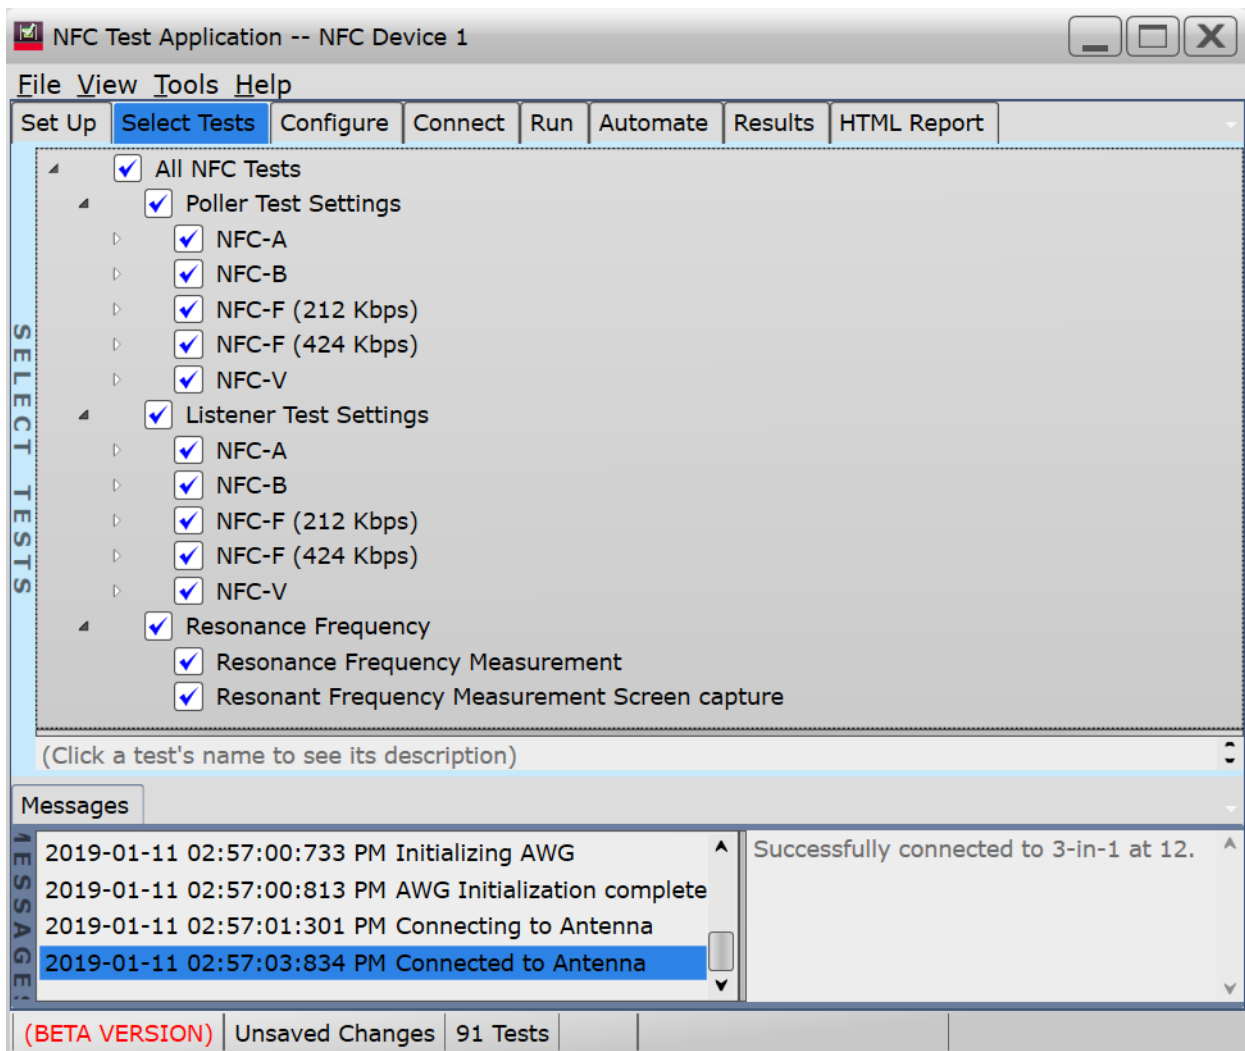 NFC Test Application -- NFC Device 1
File View Tools Help
Set Up Select Tests Configure Connect Run Automate Results HTML Report
SELECT TESTS
All NFC Tests
Poller Test Settings
NFC-A
NFC-B
NFC-F (212 Kbps)
NFC-F (424 Kbps)
NFC-V
Listener Test Settings
NFC-A
NFC-B
NFC-F (212 Kbps)
NFC-F (424 Kbps)
NFC-V
Resonance Frequency
Resonance Frequency Measurement
Resonant Frequency Measurement Screen capture
(Click a test's name to see its description)
Messages
MESSAGES
2019-01-11 02:57:00:733 PM Initializing AWG
2019-01-11 02:57:00:813 PM AWG Initialization complete
2019-01-11 02:57:01:301 PM Connecting to Antenna
2019-01-11 02:57:03:834 PM Connected to Antenna
Successfully connected to 3-in-1 at 12.
(BETA VERSION) Unsaved Changes 91 Tests